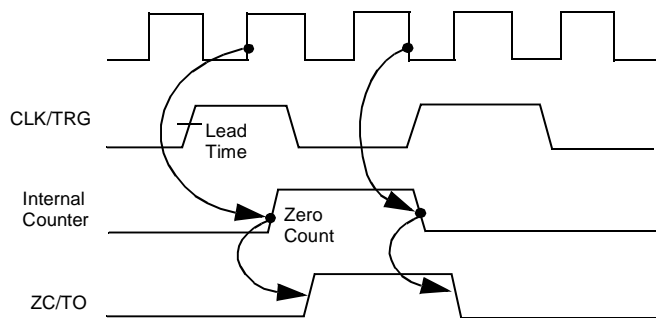 CLK/TRG
Lead
Time
Internal
Counter
Zero
Count
ZC/TO